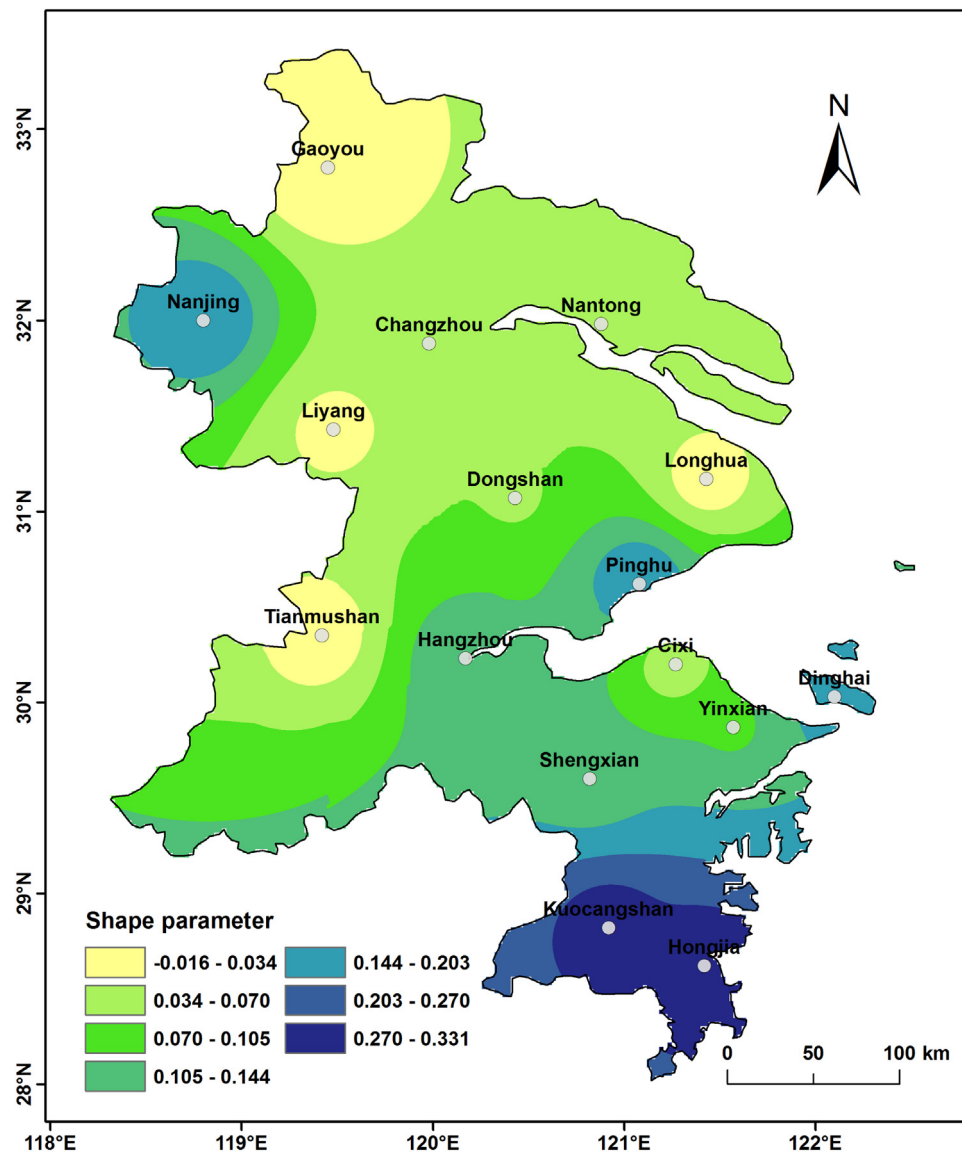 N
33°N
32°N
31°N
30°N
29°N
28°N
Gaoyou
Nanjing
Nantong
Changzhou
Liyang
Longhua
Dongshan
Pinghu
Tianmushan
Hangzhou
Cixi
Dinghai
Yinxian
Shengxian
Kuocangshan
Hongjia
Shape parameter
-0.016 - 0.034
0.034 - 0.070
0.070 - 0.105
0.105 - 0.144
0.144 - 0.203
0.203 - 0.270
0.270 - 0.331
0 50 100 km
118°E 119°E 120°E 121°E 122°E